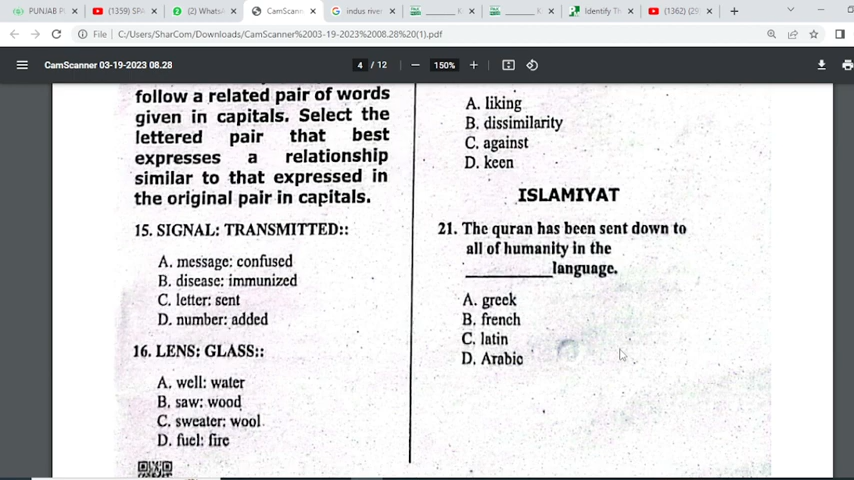 PUNJAB P
(1359) SPA
(2) Whats
CamScann
indus rive
K
K
Identify Th
(1362) (29
File
C:/Users/SharCom/Downloads/CamScanner%2003-19-2023%2008.28%20(1).pdf
CamScanner 03-19-2023 08.28
4 / 12
150%
follow a related pair of words
given in capitals. Select the
lettered pair that best
expresses a relationship
similar to that expressed in
the original pair in capitals.
15. SIGNAL: TRANSMITTED::
A. message: confused
B. disease: immunized
C. letter: sent
D. number: added
16. LENS: GLASS::
A. well: water
B. saw: wood
C. sweater: wool
D. fuel: fire
A. liking
B. dissimilarity
C. against
D. keen
ISLAMIYAT
21. The quran has been sent down to
all of humanity in the
__________language.
A. greek
B. french
C. latin
D. Arabic